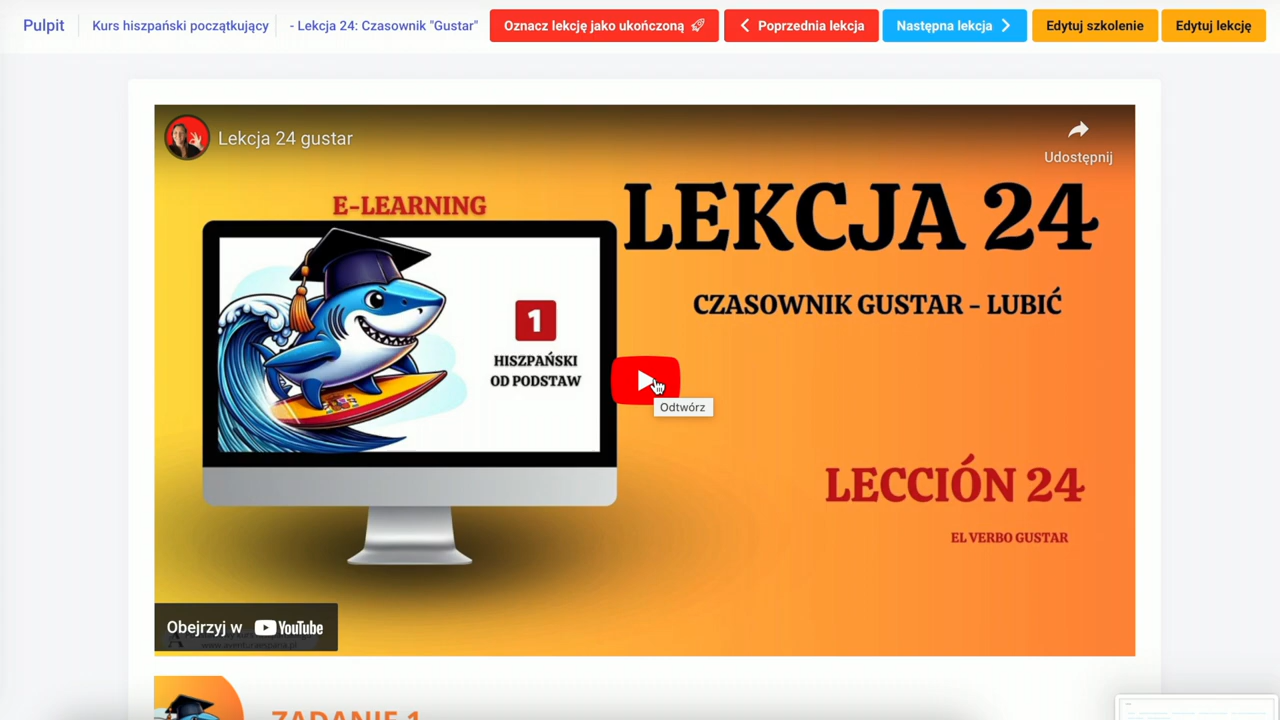 Pulpit
Kurs hiszpański początkujący
- Lekcja 24: Czasownik "Gustar"
Oznacz lekcję jako ukończoną
Poprzednia lekcja
Następna lekcja
Edytuj szkolenie
Edytuj lekcję
Lekcja 24 gustar
Udostępnij
E-LEARNING
LEKCJA 24
CZASOWNIK GUSTAR - LUBIĆ
1
HISZPAŃSKI
OD PODSTAW
Odtwórz
LECCIÓN 24
EL VERBO GUSTAR
Obejrzyj w YouTube
ZADANIE 1